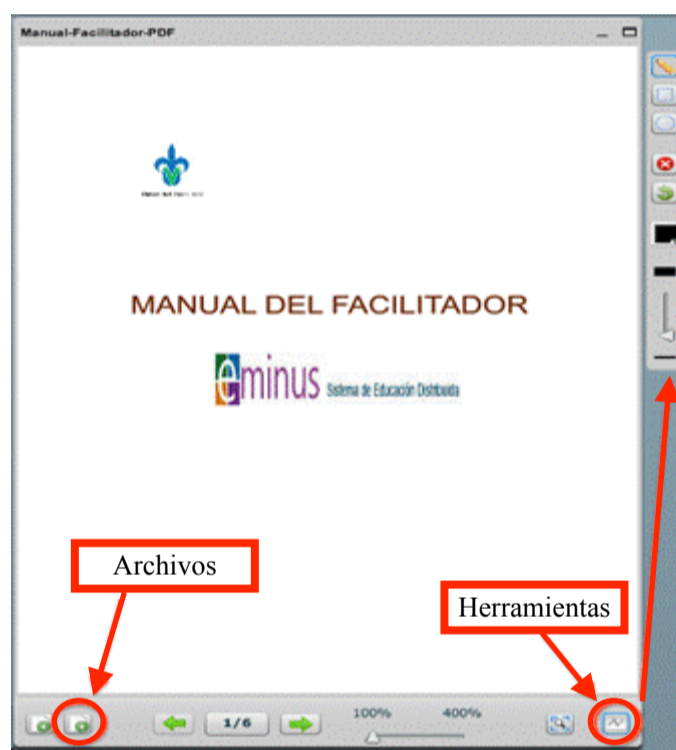 Manual-Facilitador-PDF
MANUAL DEL FACILITADOR
eminus Sistema de Educación Distribuida
Archivos
Herramientas
1/6
100%
400%